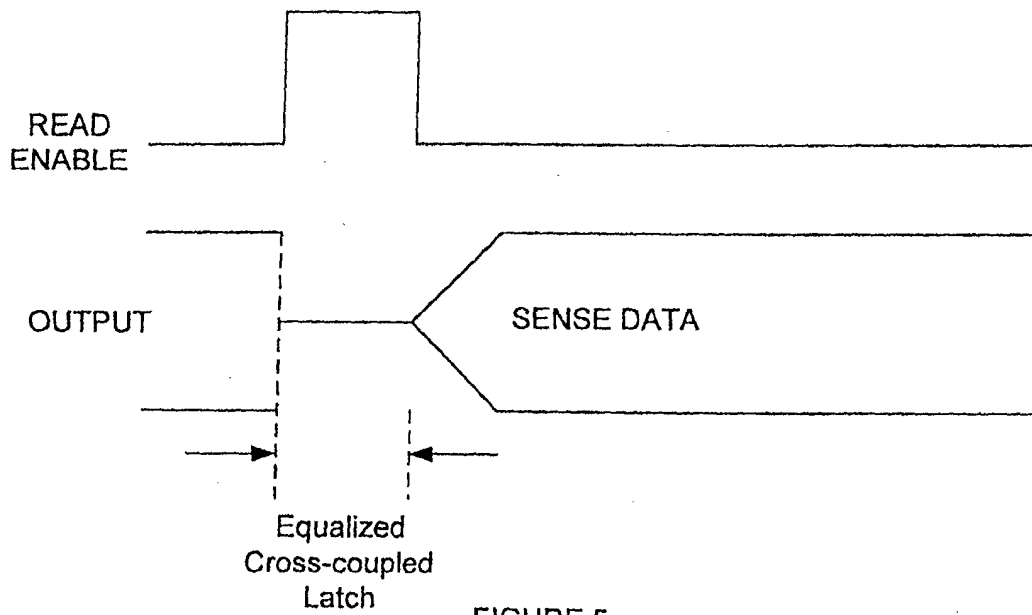 READ
ENABLE
OUTPUT
SENSE DATA
Equalized
Cross-coupled
Latch
FIGURE 5